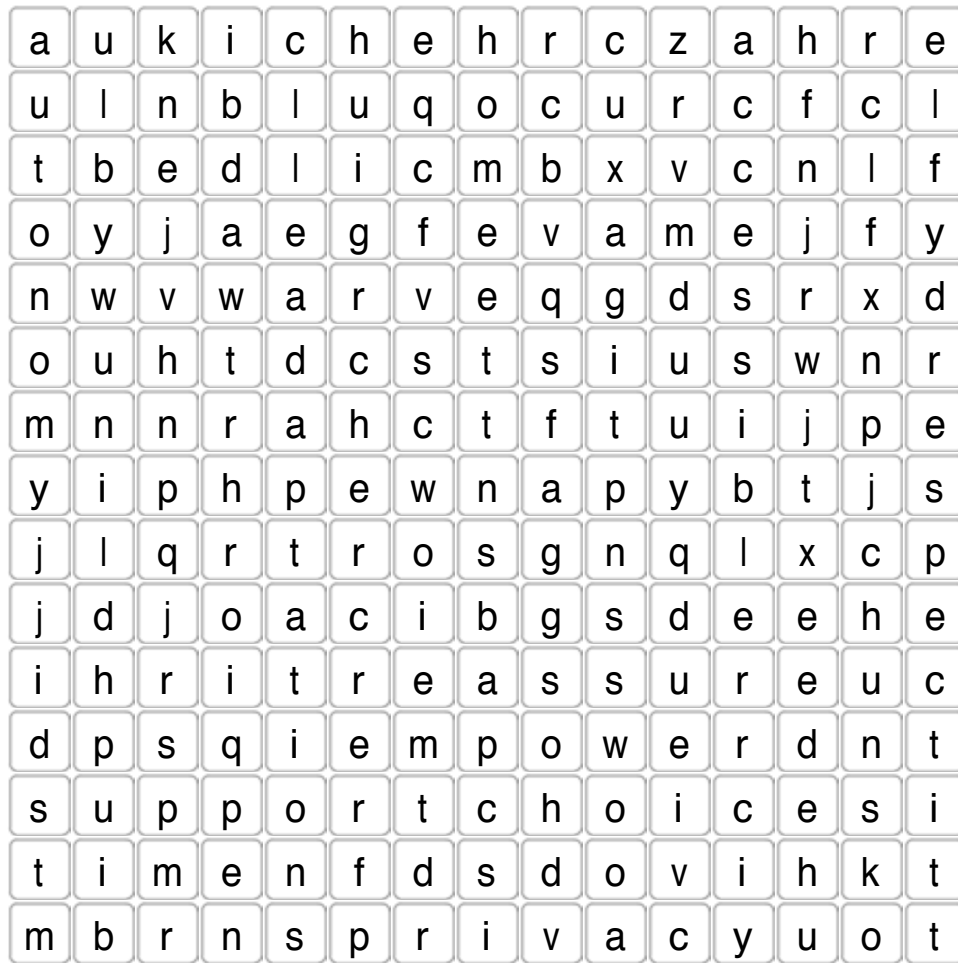 a u k i c h e h r c z a h r e
u l n b l u q o c u r c f c l
t b e d l i c m b x v c n l f
o y j a e g f e v a m e j f y
n w v w a r v e q g d s r x d
o u h t d c s t s i u s w n r
m n n r a h c t f t u i j p e
y i p h p e w n a p y b t j s
j l q r t r o s g n q l x c p
j d j o a c i b g s d e e h e
i h r i t r e a s s u r e u c
d p s q i e m p o w e r d n t
s u p p o r t c h o i c e s i
t i m e n f d s d o v i h k t
m b r n s p r i v a c y u o t